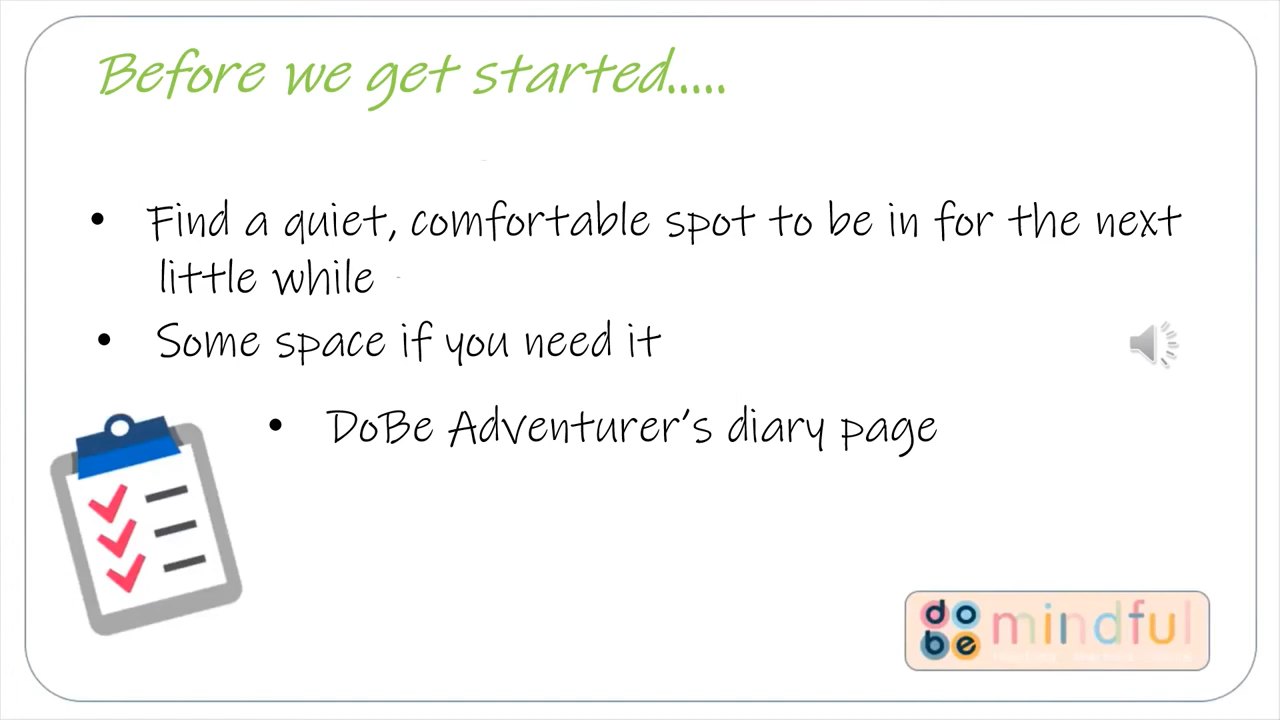 Before we get started.....
• Find a quiet, comfortable spot to be in for the next
little while
• Some space if you need it
• DoBe Adventurer's diary page
do
be
mindful